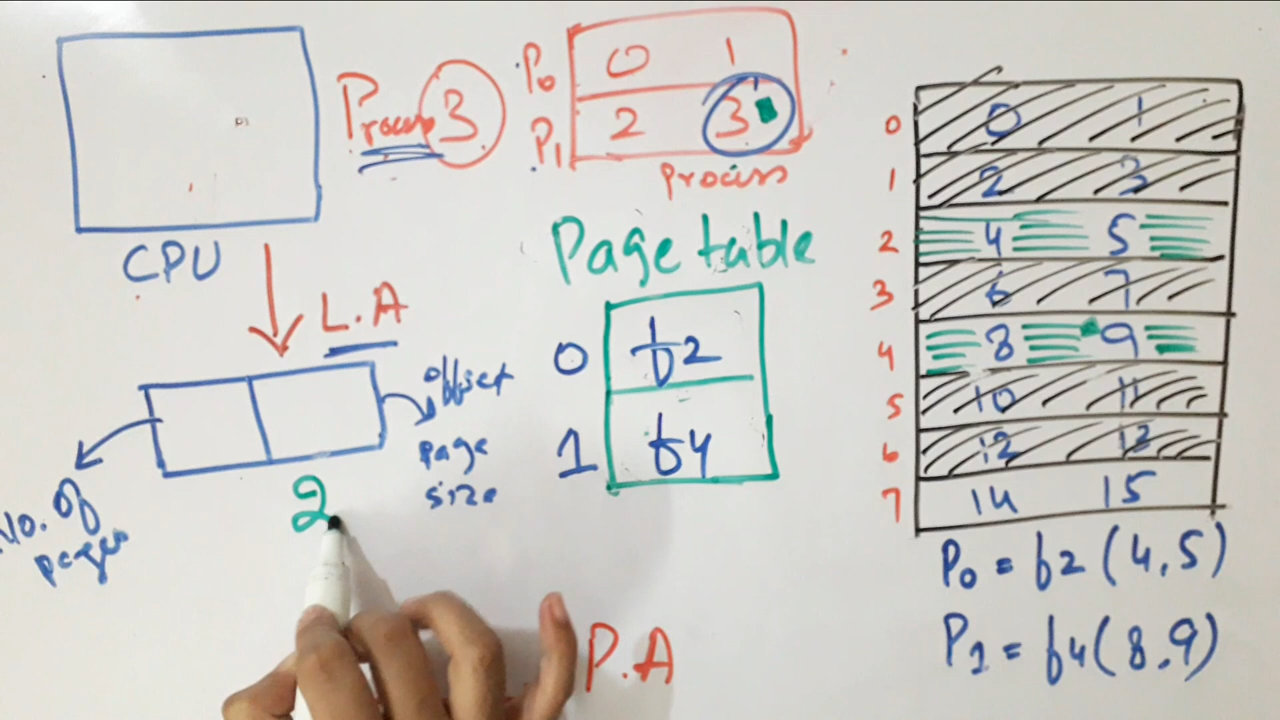 CPU
Process 3
P0 0 1
P1 2 3
Process
L.A
offset
page
size
No. of
pages
2
Page table
0 f2
1 f4
P.A
0 0 1
1 2 3
2 4 5
3 6 7
4 8 9
5 10 11
6 12 13
7 14 15
P0 = f2 (4,5)
P1 = f4 (8,9)